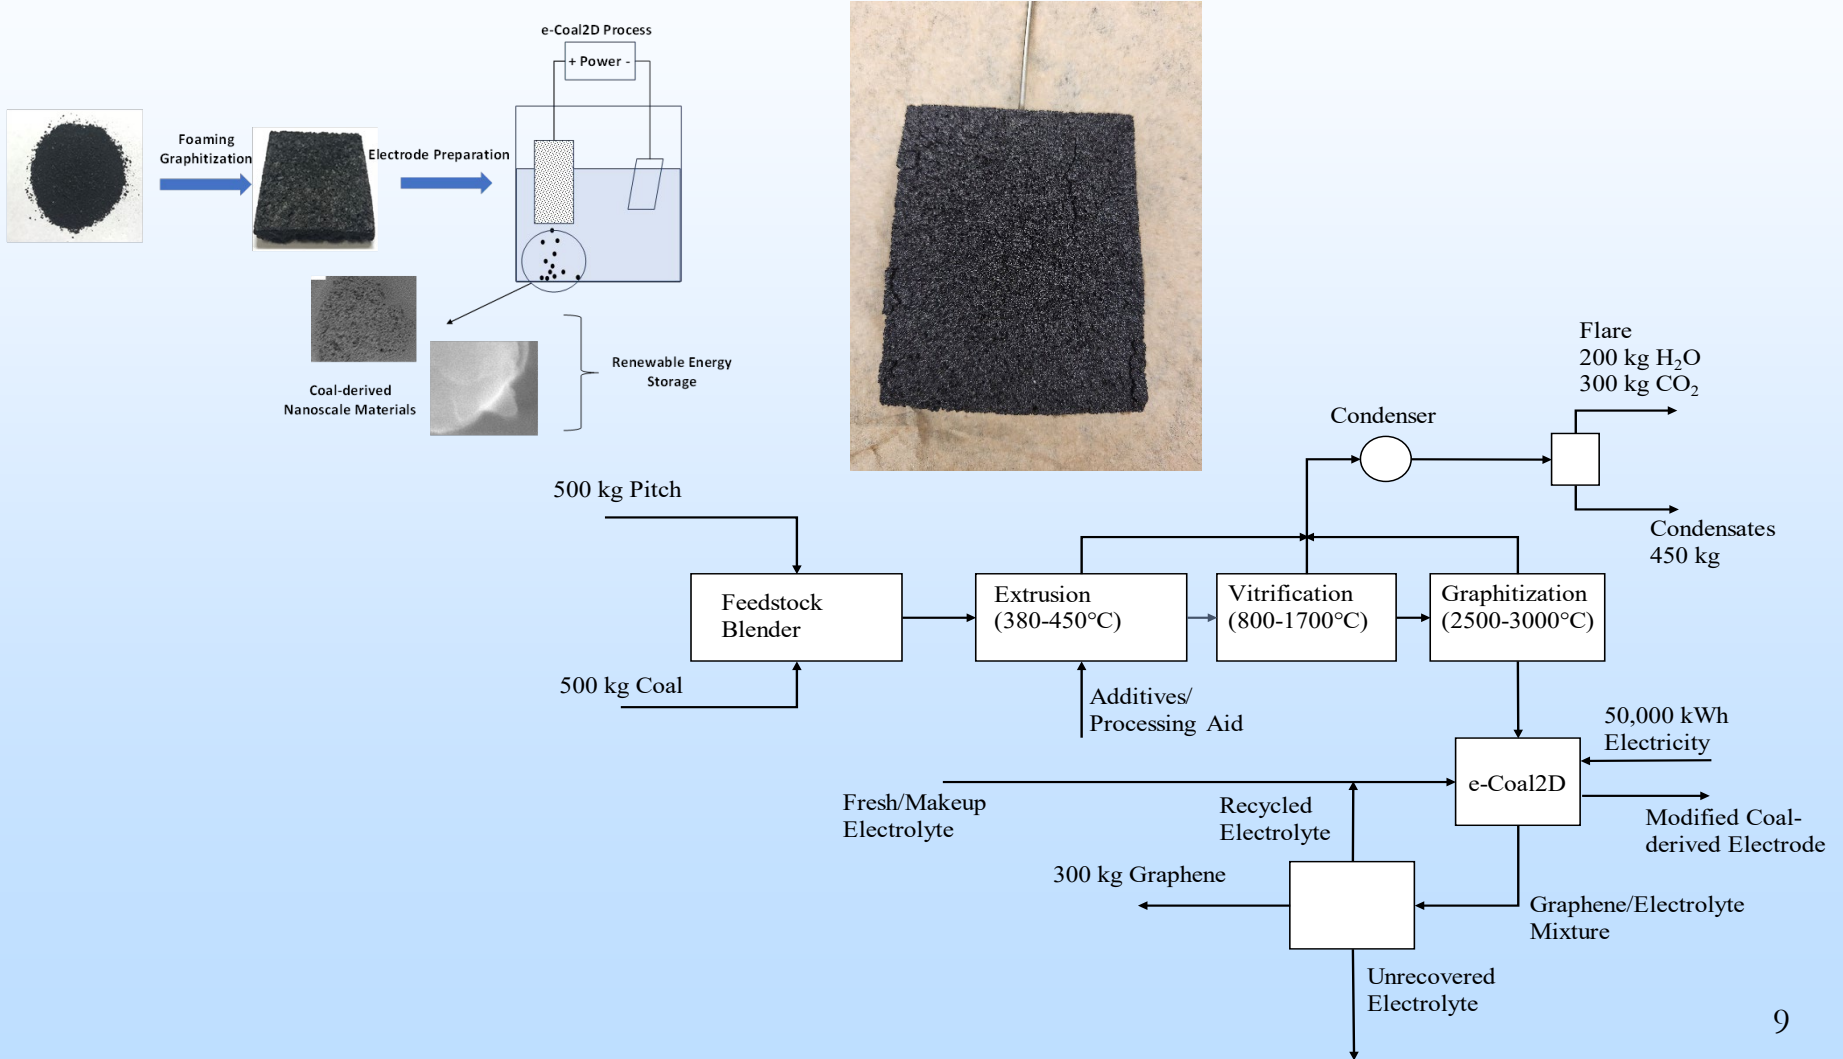 e-Coal2D Process
+ Power -
Foaming
Graphitization
Electrode Preparation
Coal-derived
Nanoscale Materials
Renewable Energy
Storage
Flare
200 kg H₂O
300 kg CO₂
Condenser
Condensates
450 kg
500 kg Pitch
Feedstock
Blender
500 kg Coal
Extrusion
(380-450°C)
Vitrification
(800-1700°C)
Graphitization
(2500-3000°C)
Additives/
Processing Aid
50,000 kWh
Electricity
e-Coal2D
Modified Coal-
derived Electrode
Fresh/Makeup
Electrolyte
Recycled
Electrolyte
300 kg Graphene
Graphene/Electrolyte
Mixture
Unrecovered
Electrolyte
9